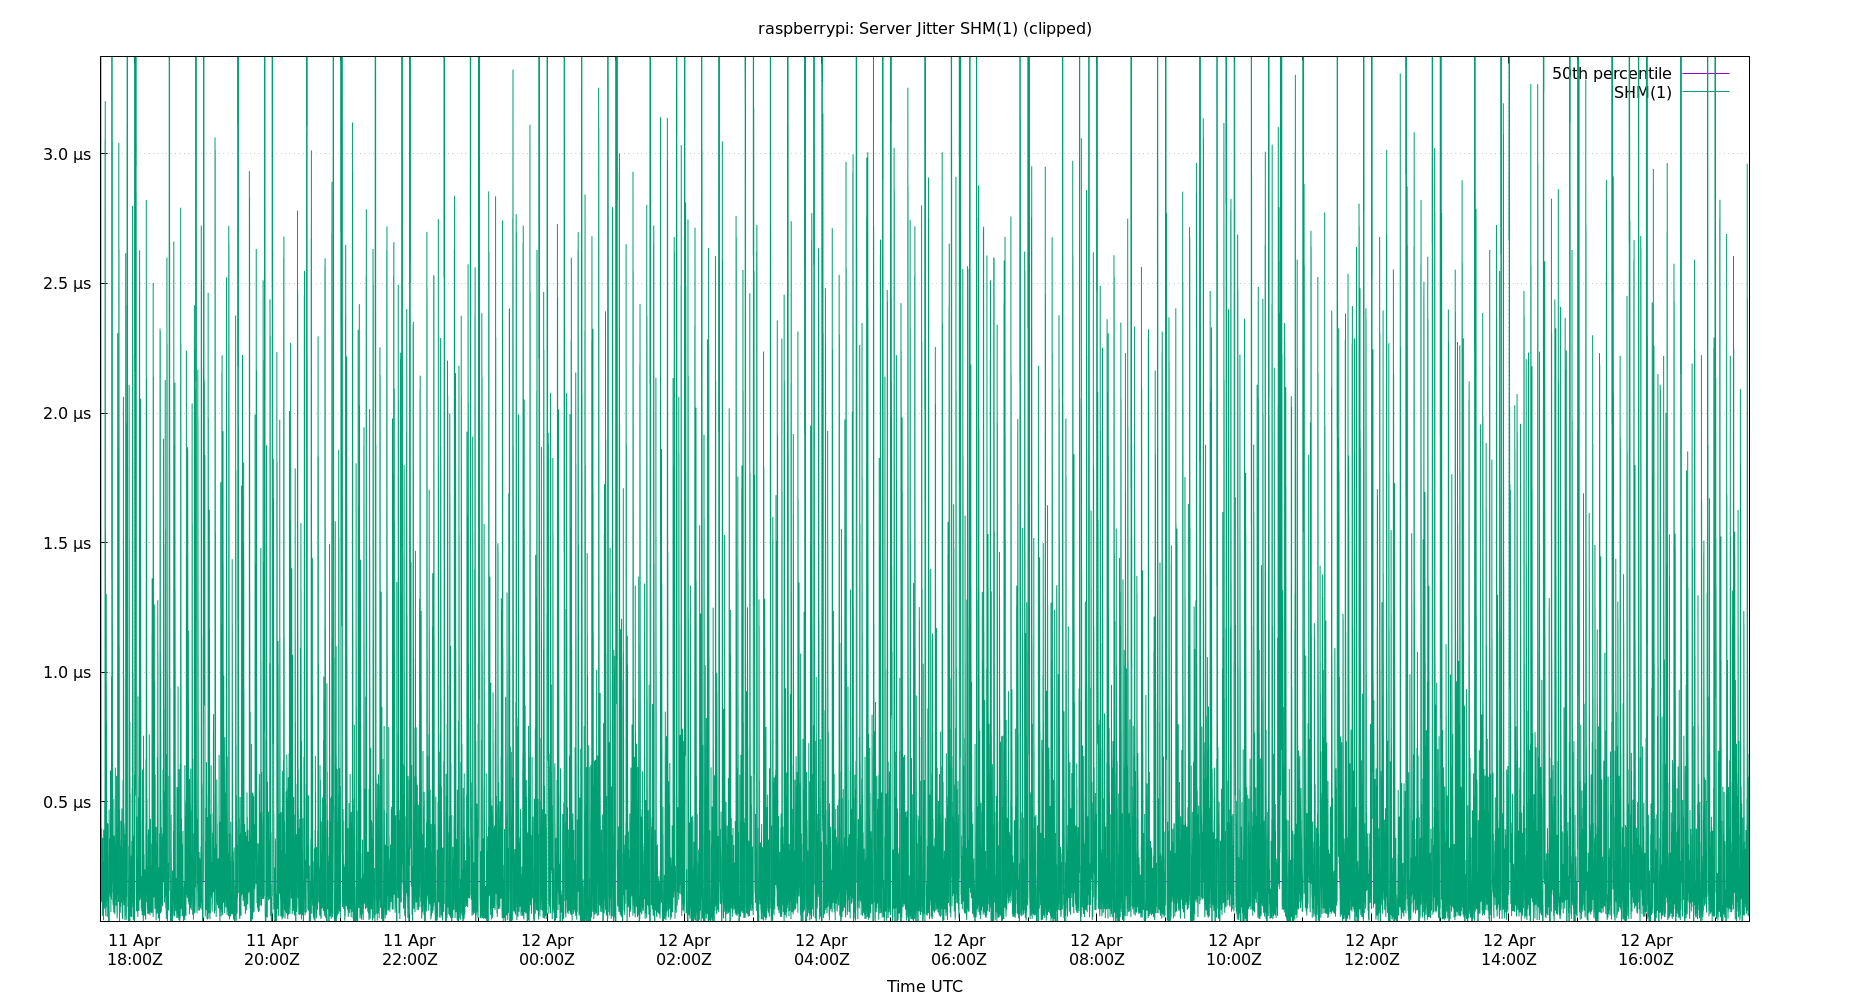 raspberrypi: Server Jitter SHM(1) (clipped)
50th percentile
SHM(1)
3.0 µs
2.5 µs
2.0 µs
1.5 µs
1.0 µs
0.5 µs
11 Apr 11 Apr 11 Apr 12 Apr 12 Apr 12 Apr 12 Apr 12 Apr 12 Apr 12 Apr 12 Apr 12 Apr
18:00Z 20:00Z 22:00Z 00:00Z 02:00Z 04:00Z 06:00Z 08:00Z 10:00Z 12:00Z 14:00Z 16:00Z
Time UTC